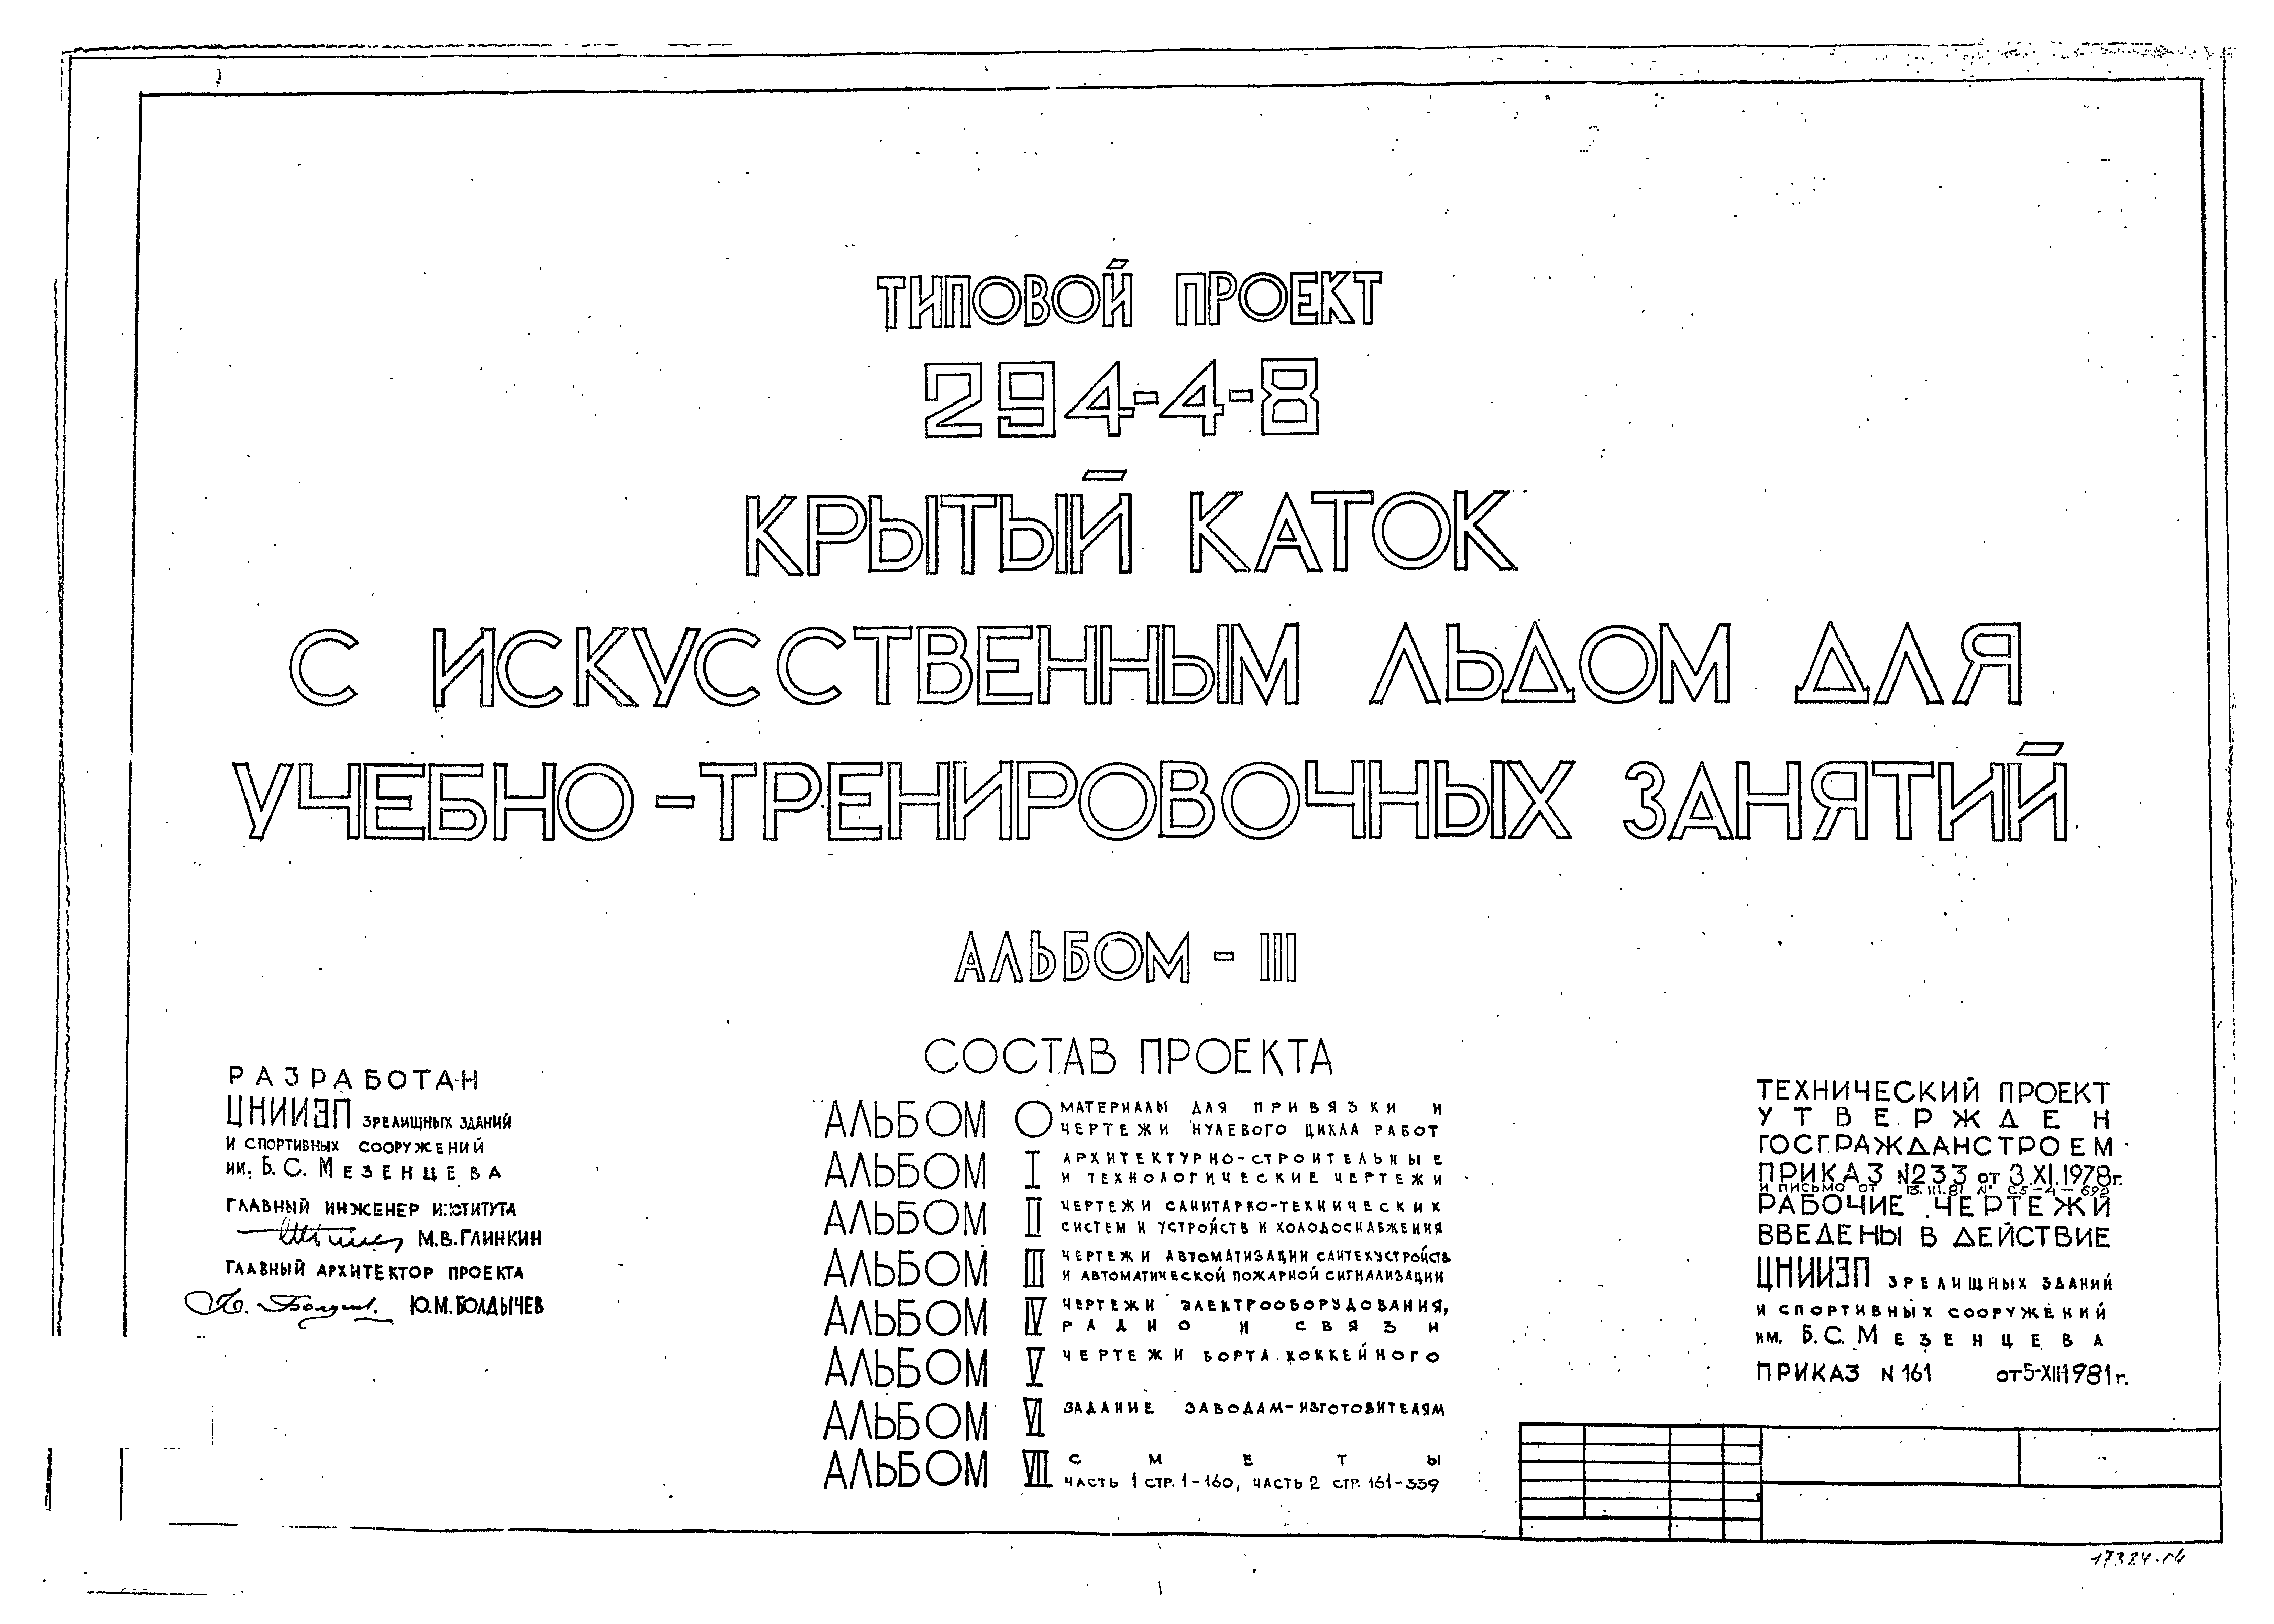 ТИПОВОЙ ПРОЕКТ
294-4-8
КРЫТЫЙ КАТОК
С ИСКУССТВЕННЫМ ЛЬДОМ ДЛЯ
УЧЕБНО-ТРЕНИРОВОЧНЫХ ЗАНЯТИЙ
АЛЬБОМ - III
РАЗРАБОТАН
ЦНИИЭП ЗРЕЛИЩНЫХ ЗДАНИЙ
И СПОРТИВНЫХ СООРУЖЕНИЙ
ИМ. Б.С. МЕЗЕНЦЕВА
ГЛАВНЫЙ ИНЖЕНЕР ИНСТИТУТА
М.В. ГЛИНКИН
ГЛАВНЫЙ АРХИТЕКТОР ПРОЕКТА
Ю.М. БОЛДЫЧЕВ
СОСТАВ ПРОЕКТА
АЛЬБОМ О МАТЕРИАЛЫ ДЛЯ ПРИВЯЗКИ И
ЧЕРТЕЖИ НУЛЕВОГО ЦИКЛА РАБОТ
АЛЬБОМ I АРХИТЕКТУРНО-СТРОИТЕЛЬНЫЕ
И ТЕХНОЛОГИЧЕСКИЕ ЧЕРТЕЖИ
АЛЬБОМ II ЧЕРТЕЖИ САНИТАРНО-ТЕХНИЧЕСКИХ
СИСТЕМ И УСТРОЙСТВ И ХОЛОДОСНАБЖЕНИЯ
АЛЬБОМ III ЧЕРТЕЖИ АВТОМАТИЗАЦИИ САНТЕХУСТРОЙСТВ
И АВТОМАТИЧЕСКОЙ ПОЖАРНОЙ СИГНАЛИЗАЦИИ
АЛЬБОМ IV ЧЕРТЕЖИ ЭЛЕКТРООБОРУДОВАНИЯ,
РАДИО И СВЯЗИ
АЛЬБОМ V ЧЕРТЕЖИ БОРТА ХОККЕЙНОГО
АЛЬБОМ VI ЗАДАНИЕ ЗАВОДАМ-ИЗГОТОВИТЕЛЯМ
АЛЬБОМ VII СМЕТЫ
ЧАСТЬ 1 СТР. 1-160, ЧАСТЬ 2 СТР. 161-339
ТЕХНИЧЕСКИЙ ПРОЕКТ
УТВЕРЖДЕН
ГОСГРАЖДАНСТРОЕМ
ПРИКАЗ N233 от 3.XI.1978г.
И ПИСЬМО ОТ 13.III.81 N°
РАБОЧИЕ ЧЕРТЕЖИ
ВВЕДЕНЫ В ДЕЙСТВИЕ
ЦНИИЭП ЗРЕЛИЩНЫХ ЗДАНИЙ
И СПОРТИВНЫХ СООРУЖЕНИЙ
ИМ. Б.С. МЕЗЕНЦЕВА
ПРИКАЗ N 161 от 5-XII-1981г.
17384-04